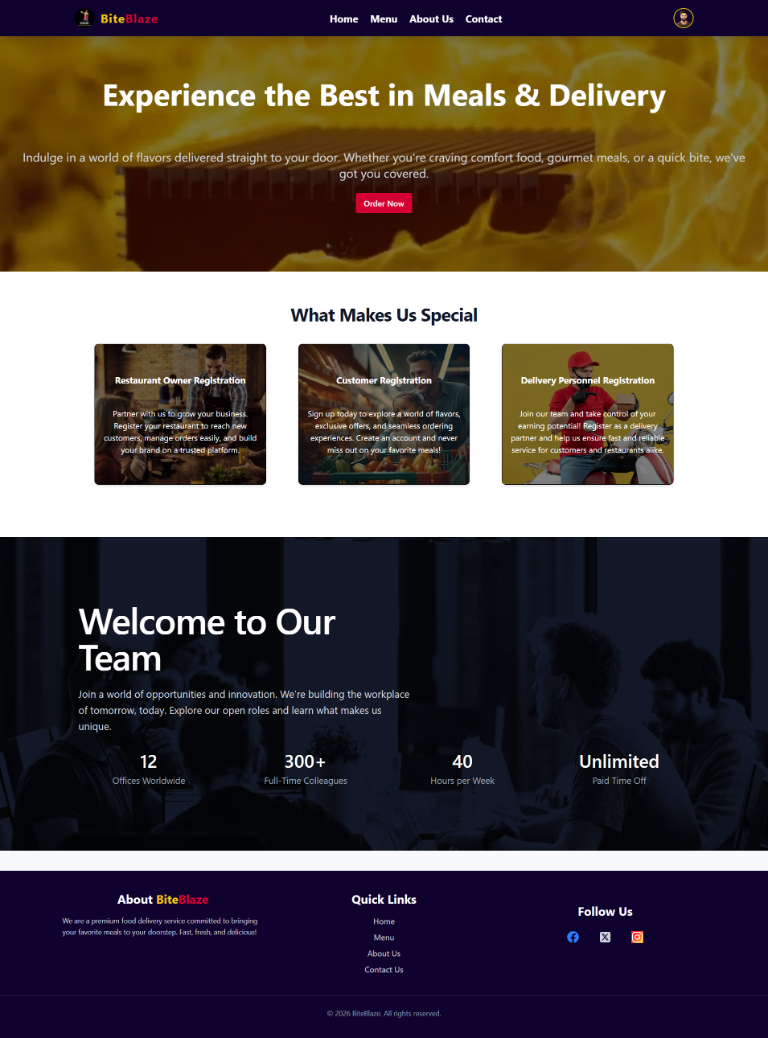 BiteBlaze
Home Menu About Us Contact
Experience the Best in Meals & Delivery
Indulge in a world of flavors delivered straight to your door. Whether you're craving comfort food, gourmet meals, or a quick bite, we've
got you covered.
Order Now
What Makes Us Special
Restaurant Owner Registration
Partner with us to grow your business.
Register your restaurant to reach new
customers, manage orders easily, and build
your brand on a trusted platform.
Customer Registration
Sign up today to explore a world of flavors,
exclusive offers, and seamless ordering
experiences. Create an account and never
miss out on your favorite meals!
Delivery Personnel Registration
Join our team and take control of your
earning potential! Register as a delivery
partner and help us ensure fast and reliable
service for customers and restaurants alike.
Welcome to Our
Team
Join a world of opportunities and innovation. We're building the workplace
of tomorrow, today. Explore our open roles and learn what makes us
unique.
12
Offices Worldwide
300+
Full-Time Colleagues
40
Hours per Week
Unlimited
Paid Time Off
About BiteBlaze
We are a premium food delivery service committed to bringing
your favorite meals to your doorstep. Fast, fresh, and delicious!
Quick Links
Home
Menu
About Us
Contact Us
Follow Us
© 2026 BiteBlaze. All rights reserved.